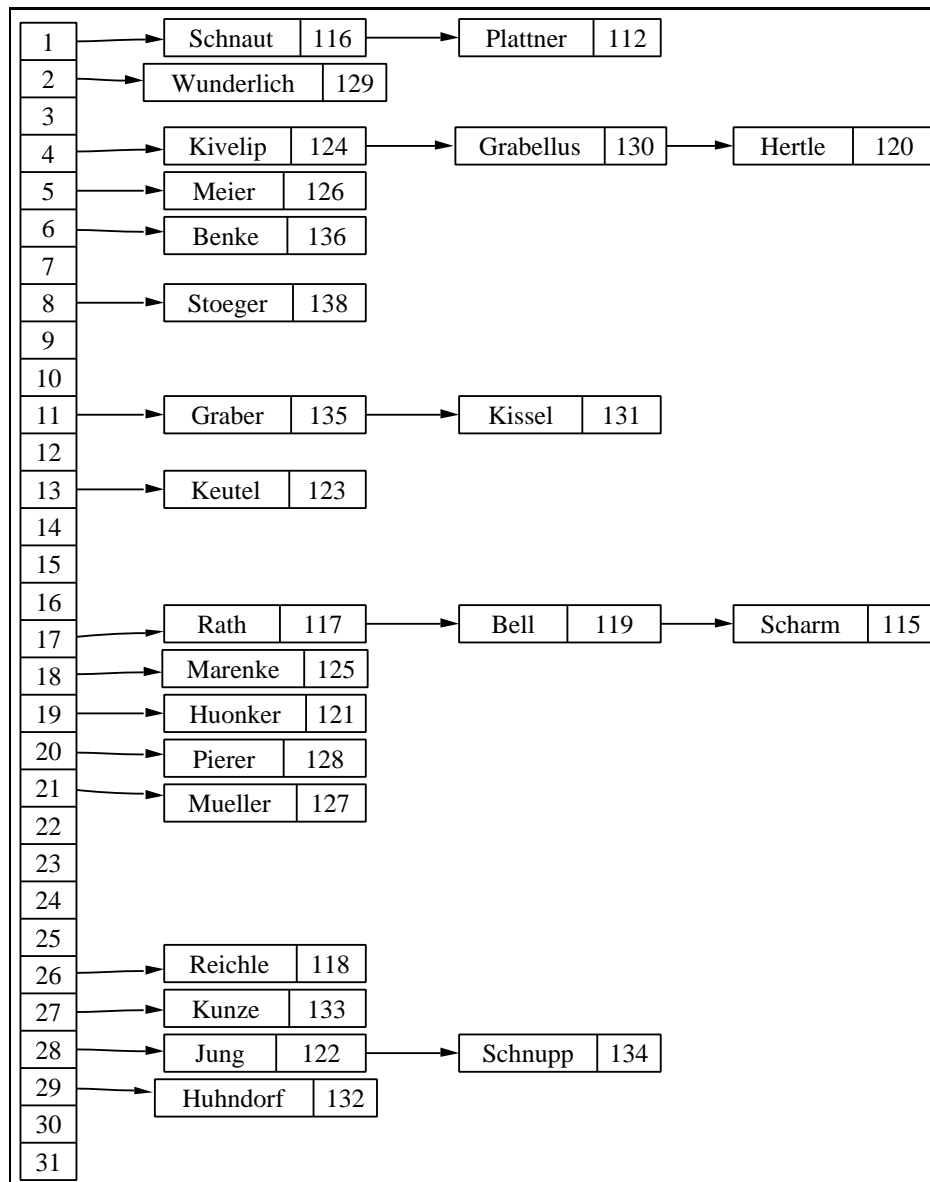 1 Schnaut 116 Plattner 112
2 Wunderlich 129
3
4 Kivelip 124 Grabellus 130 Hertle 120
5 Meier 126
6 Benke 136
7
8 Stoeger 138
9
10
11 Graber 135 Kissel 131
12
13 Keutel 123
14
15
16
17 Rath 117 Bell 119 Scharm 115
18 Marenke 125
19 Huonker 121
20 Pierer 128
21 Mueller 127
22
23
24
25
26 Reichle 118
27 Kunze 133
28 Jung 122 Schnupp 134
29 Huhndorf 132
30
31